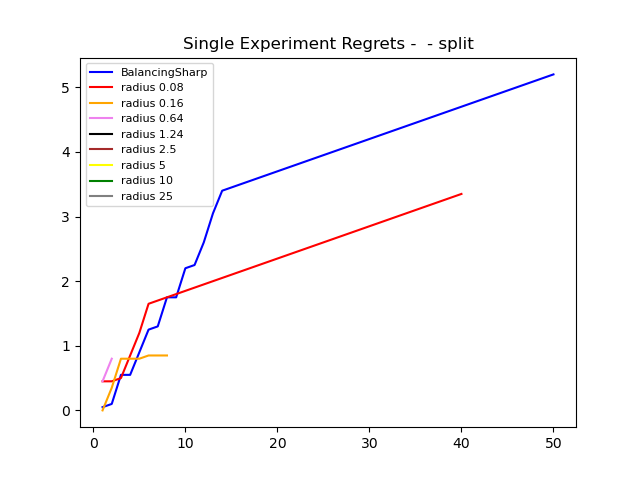 Single Experiment Regrets -  - split
BalancingSharp
radius 0.08
radius 0.16
radius 0.64
radius 1.24
radius 2.5
radius 5
radius 10
radius 25
5
4
3
2
1
0
0 10 20 30 40 50